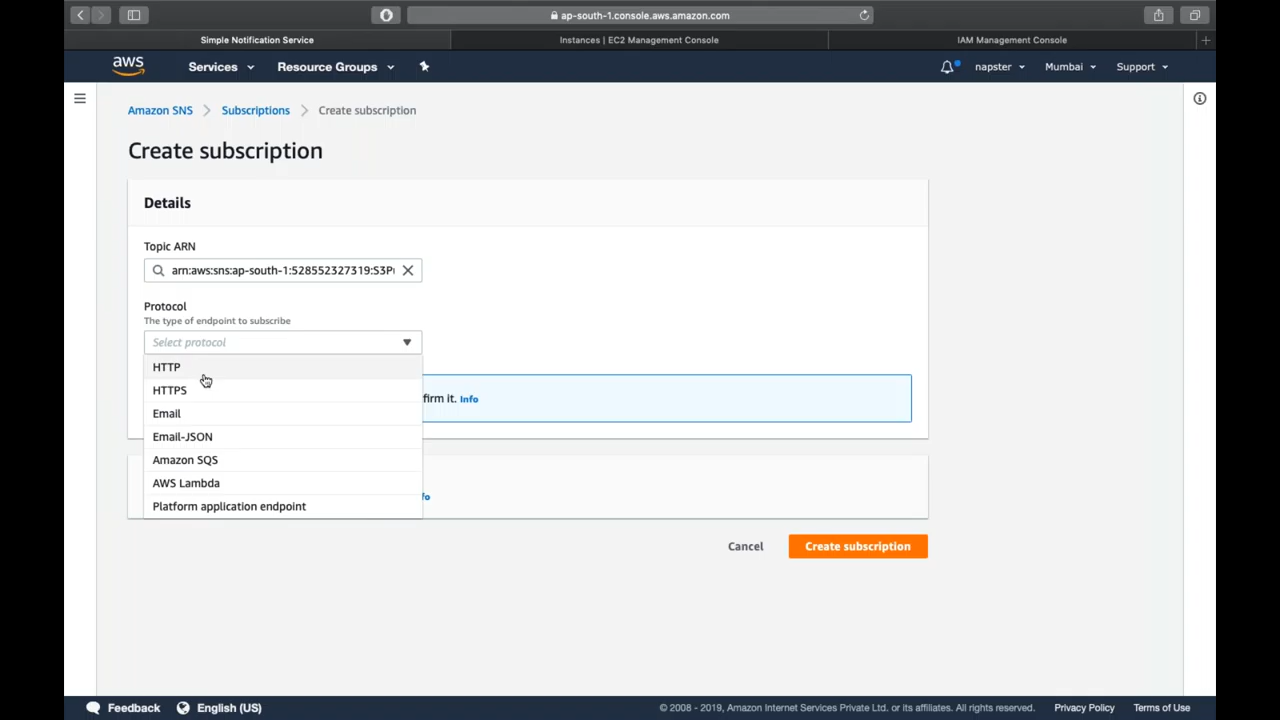 ap-south-1.console.aws.amazon.com
Simple Notification Service
Instances | EC2 Management Console
IAM Management Console
aws
Services
Resource Groups
napster
Mumbai
Support
Amazon SNS
Subscriptions
Create subscription
Create subscription
Details
Topic ARN
arn:aws:sns:ap-south-1:528552327319:S3P
Protocol
The type of endpoint to subscribe
Select protocol
HTTP
HTTPS
firm it. Info
Email
Email-JSON
Amazon SQS
AWS Lambda
fo
Platform application endpoint
Cancel
Create subscription
Feedback
English (US)
© 2008 - 2019, Amazon Internet Services Private Ltd. or its affiliates. All rights reserved.
Privacy Policy
Terms of Use